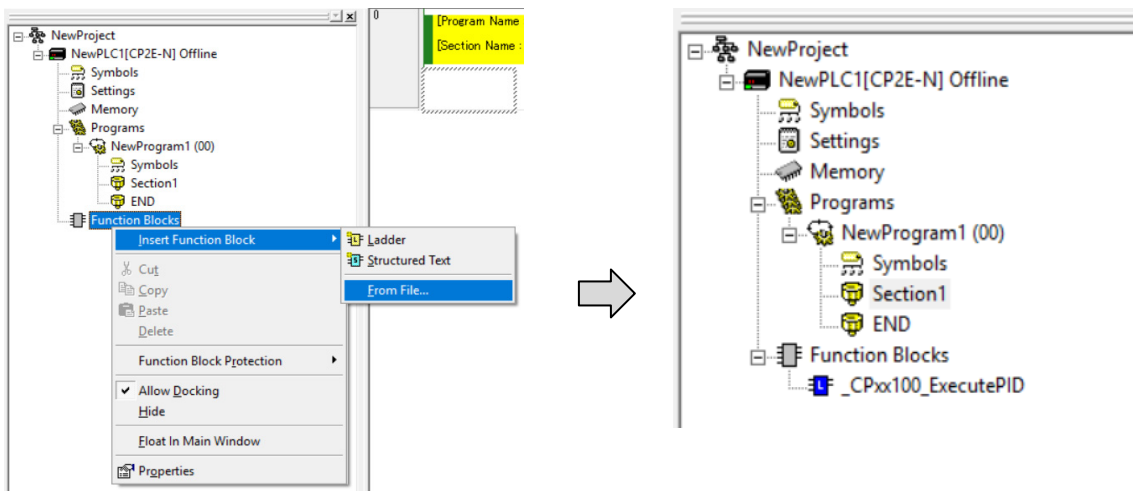 NewProject
NewPLC1[CP2E-N] Offline
Symbols
Settings
Memory
Programs
NewProgram1 (00)
Symbols
Section1
END
Function Blocks
Insert Function Block
Cut
Copy
Paste
Delete
Function Block Protection
Allow Docking
Hide
Float In Main Window
Properties
Ladder
Structured Text
From File...
0
[Program Name
[Section Name :
NewProject
NewPLC1[CP2E-N] Offline
Symbols
Settings
Memory
Programs
NewProgram1 (00)
Symbols
Section1
END
Function Blocks
L _CPxx100_ExecutePID